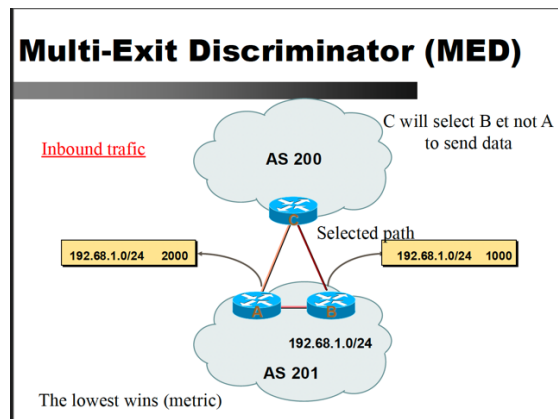 Multi-Exit Discriminator (MED)
C will select B et not A
to send data
Inbound trafic
AS 200
C
Selected path
192.68.1.0/24 2000
192.68.1.0/24 1000
A
B
192.68.1.0/24
AS 201
The lowest wins (metric)